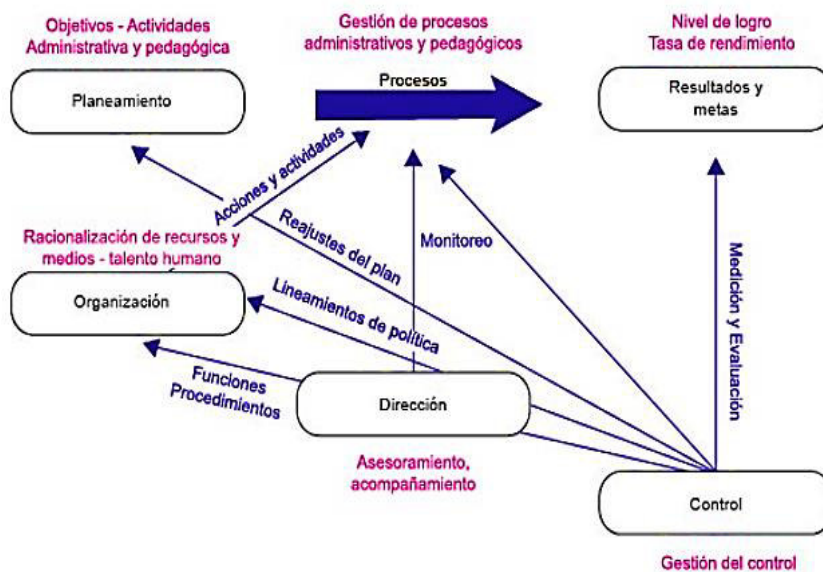 Objetivos - Actividades
Administrativa y pedagógica
Planeamiento
Gestión de procesos
administrativos y pedagógicos
Procesos
Nivel de logro
Tasa de rendimiento
Resultados y
metas
Acciones y actividades
Racionalización de recursos y
medios - talento humano
Organización
Reajustes del plan
Monitoreo
Lineamientos de política
Medición y Evaluación
Funciones
Procedimientos
Dirección
Asesoramiento,
acompañamiento
Control
Gestión del control